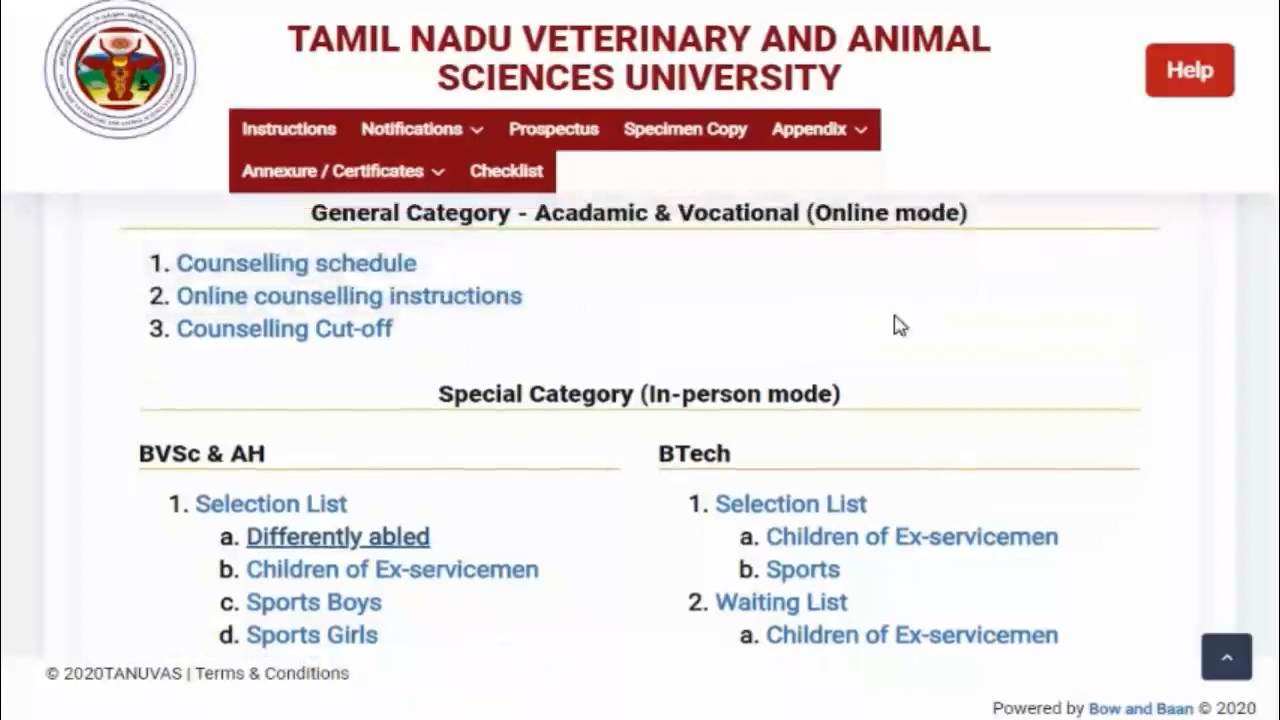 TAMIL NADU VETERINARY AND ANIMAL
SCIENCES UNIVERSITY
Help
Instructions Notifications Prospectus Specimen Copy Appendix
Annexure / Certificates Checklist
General Category - Acadamic & Vocational (Online mode)
1. Counselling schedule
2. Online counselling instructions
3. Counselling Cut-off
Special Category (In-person mode)
BVSc & AH
1. Selection List
a. Differently abled
b. Children of Ex-servicemen
c. Sports Boys
d. Sports Girls
BTech
1. Selection List
a. Children of Ex-servicemen
b. Sports
2. Waiting List
a. Children of Ex-servicemen
© 2020TANUVAS | Terms & Conditions
Powered by Bow and Baan © 2020